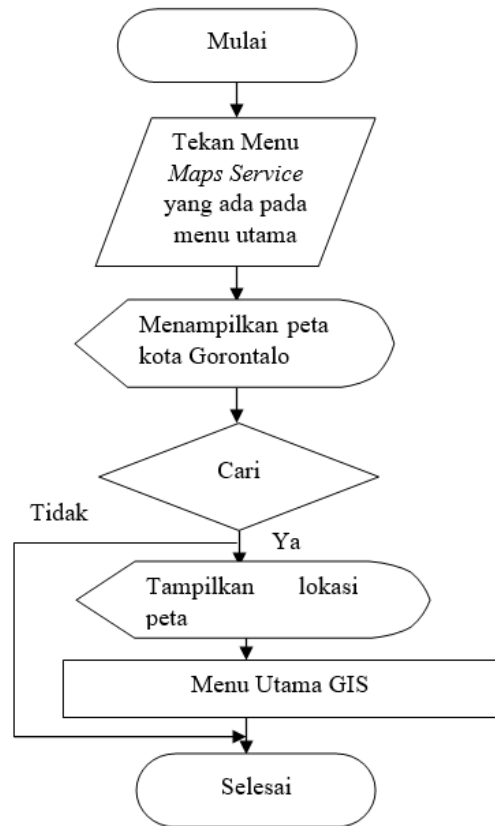 Mulai
Tekan Menu
Maps Service
yang ada pada
menu utama
Menampilkan peta
kota Gorontalo
Cari
Tidak
Ya
Tampilkan lokasi
peta
Menu Utama GIS
Selesai